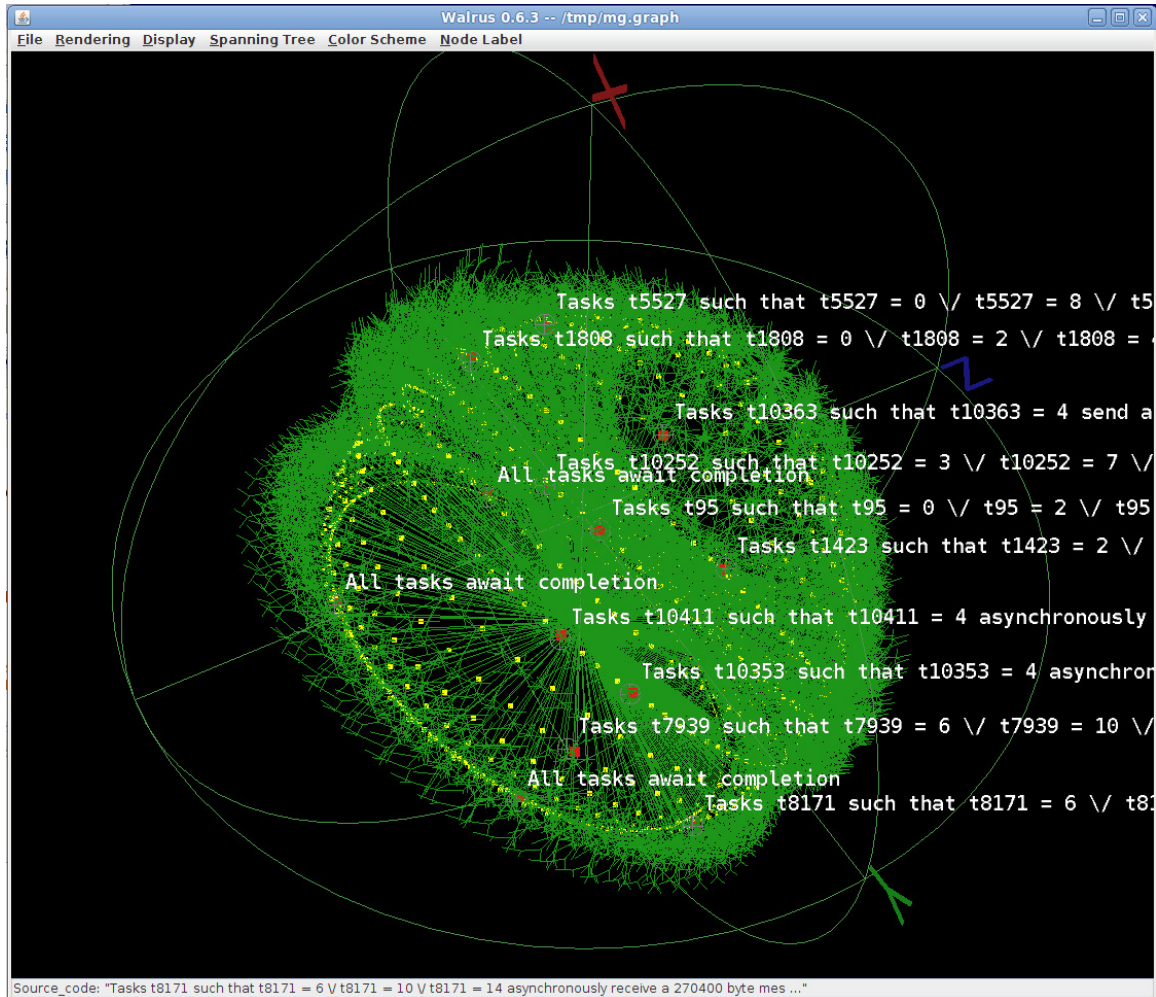 Walrus 0.6.3 -- /tmp/mg.graph
File Rendering Display Spanning Tree Color Scheme Node Label
X
Tasks t5527 such that t5527 = 0 \/ t5527 = 8 \/ t5
Tasks t1808 such that t1808 = 0 \/ t1808 = 2 \/ t1808 = 4
Z
Tasks t10363 such that t10363 = 4 send a
Tasks t10252 such that t10252 = 3 \/ t10252 = 7 \/
All tasks await completion
Tasks t95 such that t95 = 0 \/ t95 = 2 \/ t95
Tasks t1423 such that t1423 = 2 \/
All tasks await completion
Tasks t10411 such that t10411 = 4 asynchronously
Tasks t10353 such that t10353 = 4 asynchron
Tasks t7939 such that t7939 = 6 \/ t7939 = 10 \/
All tasks await completion
Tasks t8171 such that t8171 = 6 \/ t81
Y
Source_code: "Tasks t8171 such that t8171 = 6 \/ t8171 = 10 \/ t8171 = 14 asynchronously receive a 270400 byte mes ..."